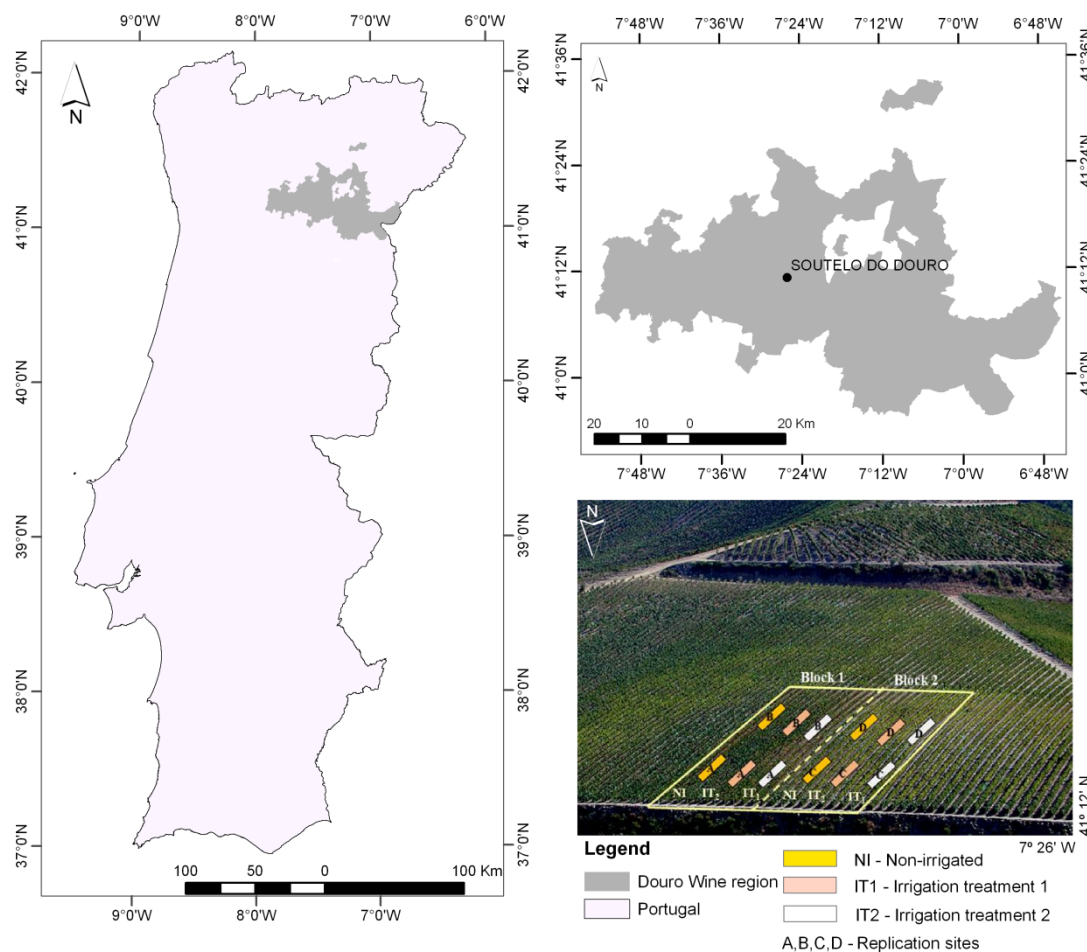 9°0'W 8°0'W 7°0'W 6°0'W
42°0'N
41°0'N
40°0'N
39°0'N
38°0'N
37°0'N
N
42°0'N
41°0'N
40°0'N
39°0'N
38°0'N
37°0'N
100 50 0 100 Km
9°0'W 8°0'W 7°0'W
7°48'W 7°36'W 7°24'W 7°12'W 7°0'W 6°48'W
41°36'N
41°24'N
41°12'N
41°0'N
N
SOUTELO DO DOURO
41°36'N
41°24'N
41°12'N
41°0'N
20 10 0 20 Km
7°48'W 7°36'W 7°24'W 7°12'W 7°0'W 6°48'W
N
Block 1 Block 2
B B B D D D
A A A C C C
NI IT₂ IT₁ NI IT₂ IT₁
41° 12' N
7° 26' W
Legend
Douro Wine region
Portugal
NI - Non-irrigated
IT1 - Irrigation treatment 1
IT2 - Irrigation treatment 2
A,B,C,D - Replication sites